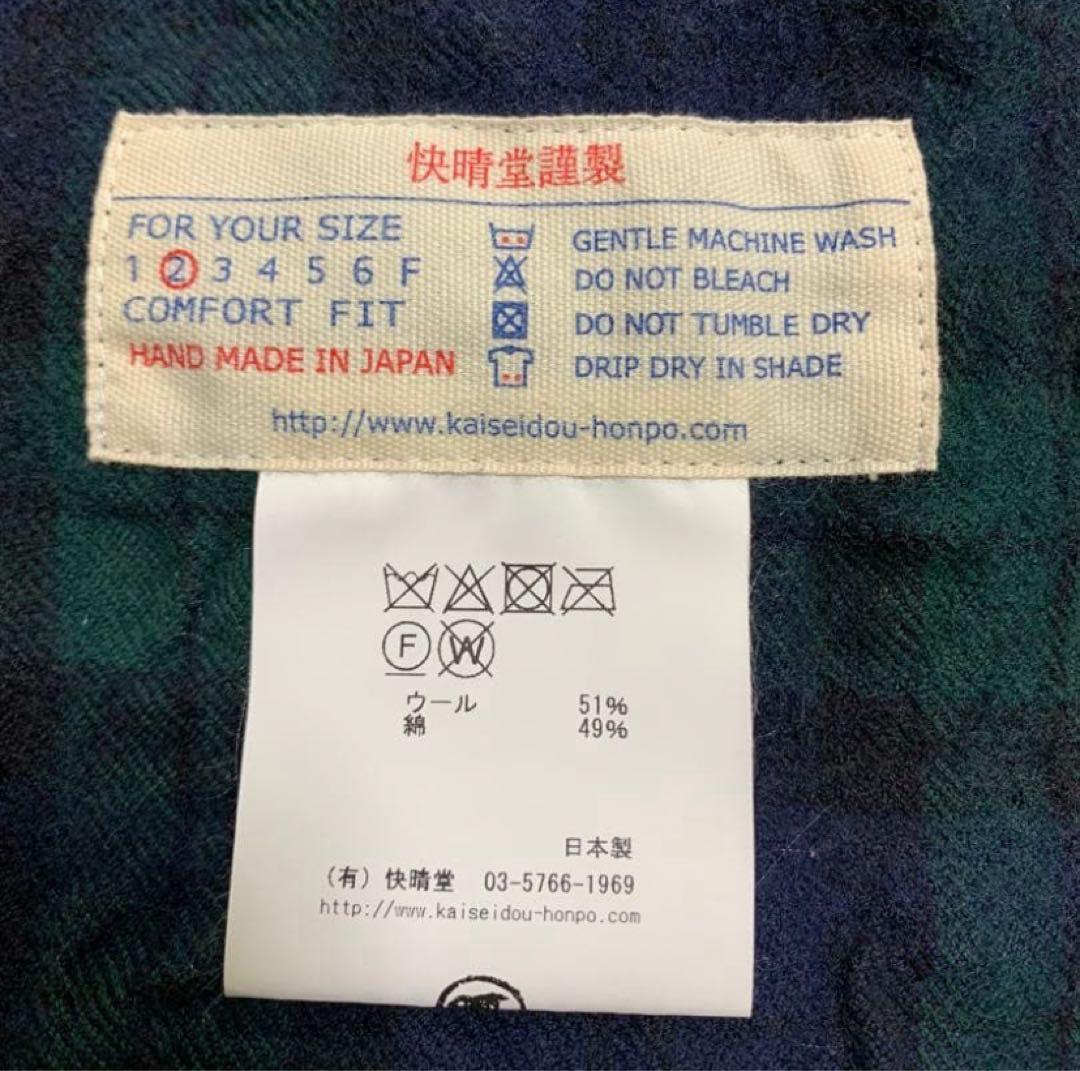 快晴堂謹製
FOR YOUR SIZE
1 2 3 4 5 6 F
COMFORT FIT
HAND MADE IN JAPAN
GENTLE MACHINE WASH
DO NOT BLEACH
DO NOT TUMBLE DRY
DRIP DRY IN SHADE
http://www.kaiseidou-honpo.com
F W
ウール 51%
綿 49%
日本製
(有) 快晴堂 03-5766-1969
http://www.kaiseidou-honpo.com